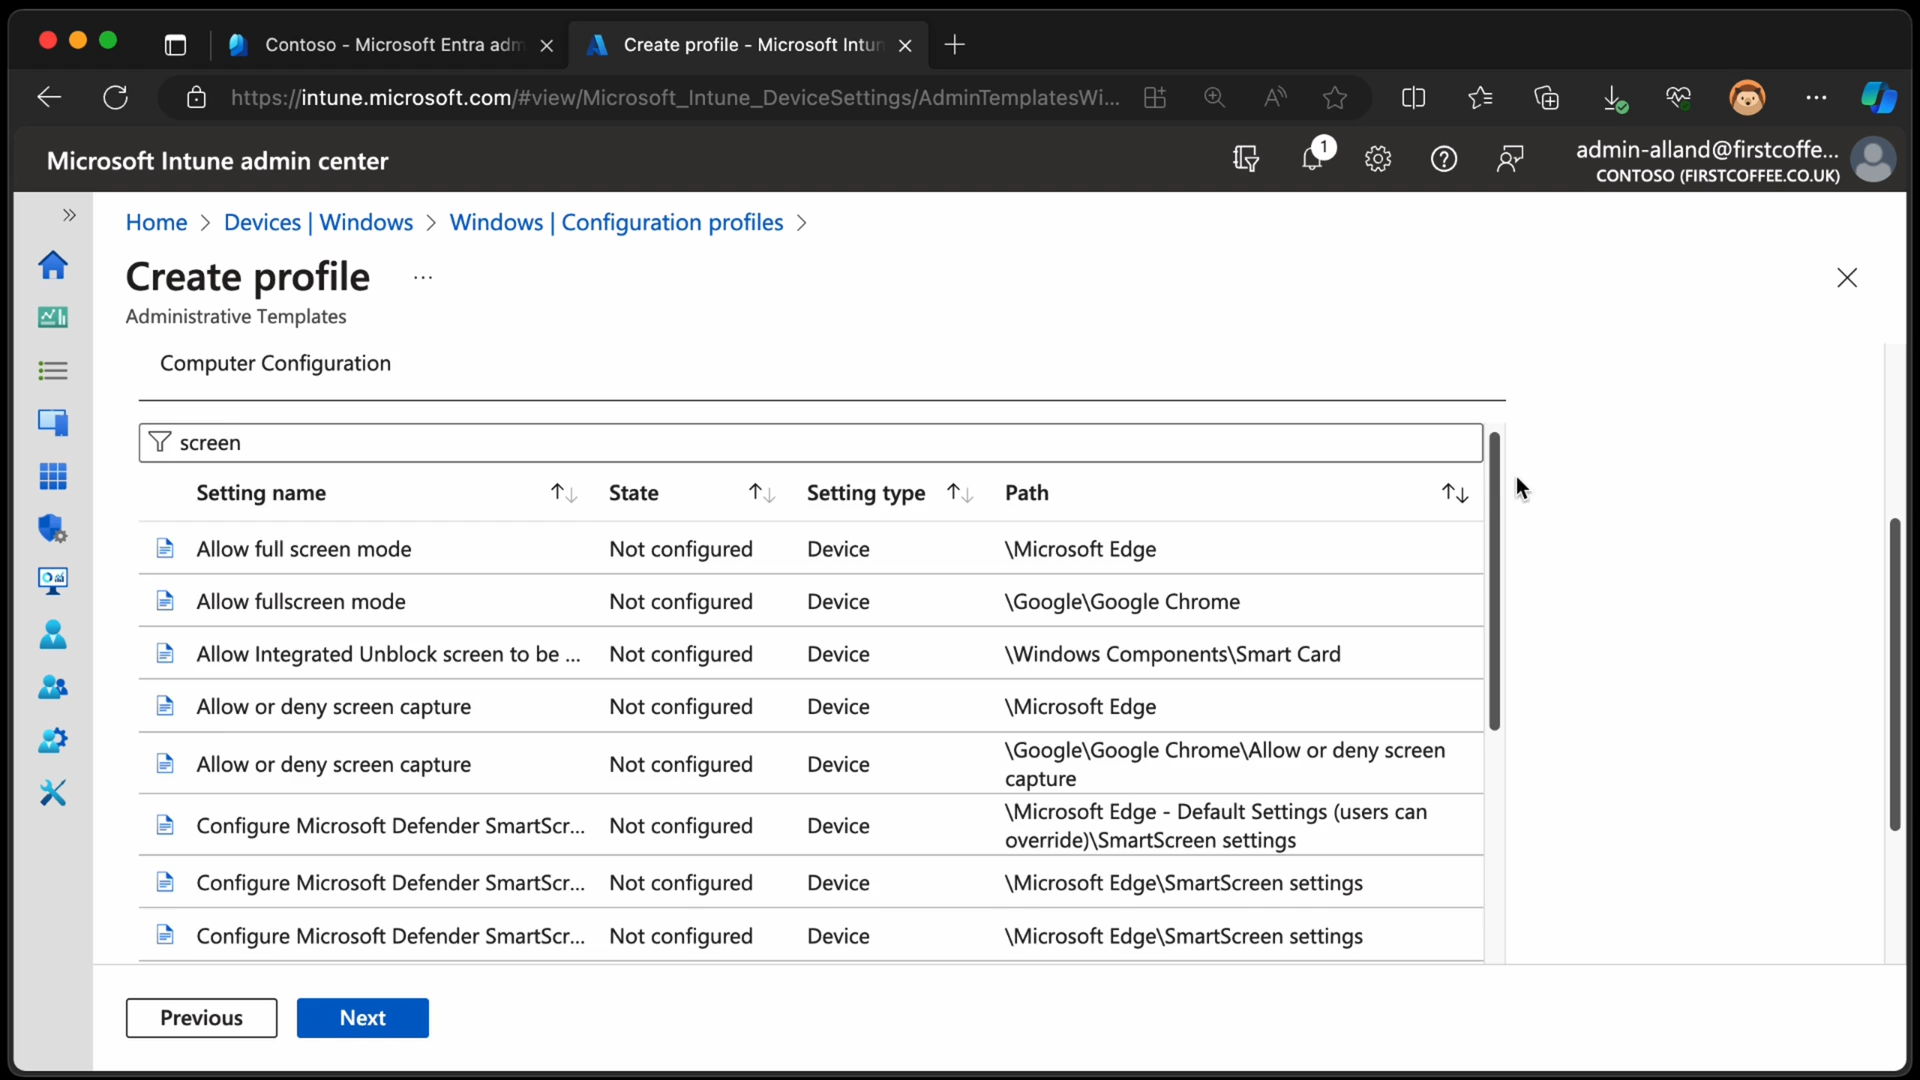 Contoso - Microsoft Entra adm
Create profile - Microsoft Intun
https://intune.microsoft.com/#view/Microsoft_Intune_DeviceSettings/AdminTemplatesWi...
Microsoft Intune admin center
1
admin-alland@firstcoffe...
CONTOSO (FIRSTCOFFEE.CO.UK)
Home > Devices | Windows > Windows | Configuration profiles >
Create profile ...
Administrative Templates
Computer Configuration
screen
Setting name State Setting type Path
Allow full screen mode Not configured Device \Microsoft Edge
Allow fullscreen mode Not configured Device \Google\Google Chrome
Allow Integrated Unblock screen to be ... Not configured Device \Windows Components\Smart Card
Allow or deny screen capture Not configured Device \Microsoft Edge
Allow or deny screen capture Not configured Device \Google\Google Chrome\Allow or deny screen
capture
Configure Microsoft Defender SmartScr... Not configured Device \Microsoft Edge - Default Settings (users can
override)\SmartScreen settings
Configure Microsoft Defender SmartScr... Not configured Device \Microsoft Edge\SmartScreen settings
Configure Microsoft Defender SmartScr... Not configured Device \Microsoft Edge\SmartScreen settings
Previous Next